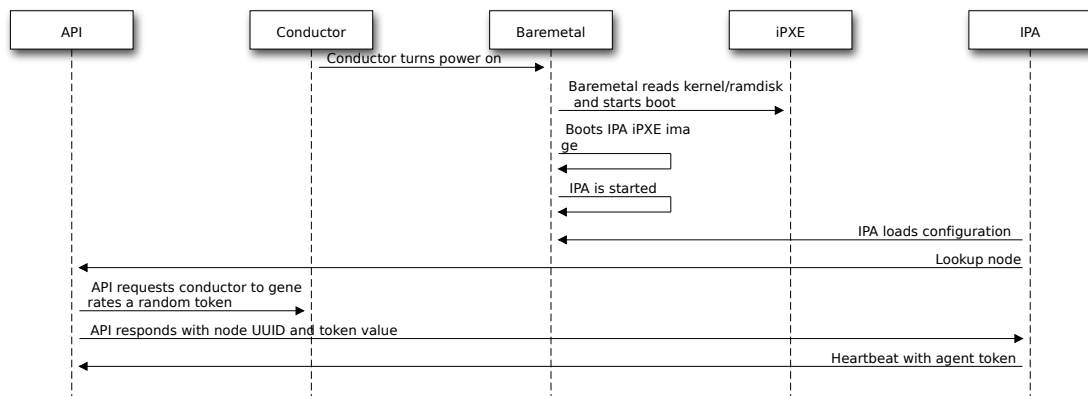 API
Conductor
Baremetal
iPXE
IPA
Conductor turns power on
Baremetal reads kernel/ramdisk
and starts boot
Boots IPA iPXE ima
ge
IPA is started
IPA loads configuration
Lookup node
API requests conductor to gene
rates a random token
API responds with node UUID and token value
Heartbeat with agent token